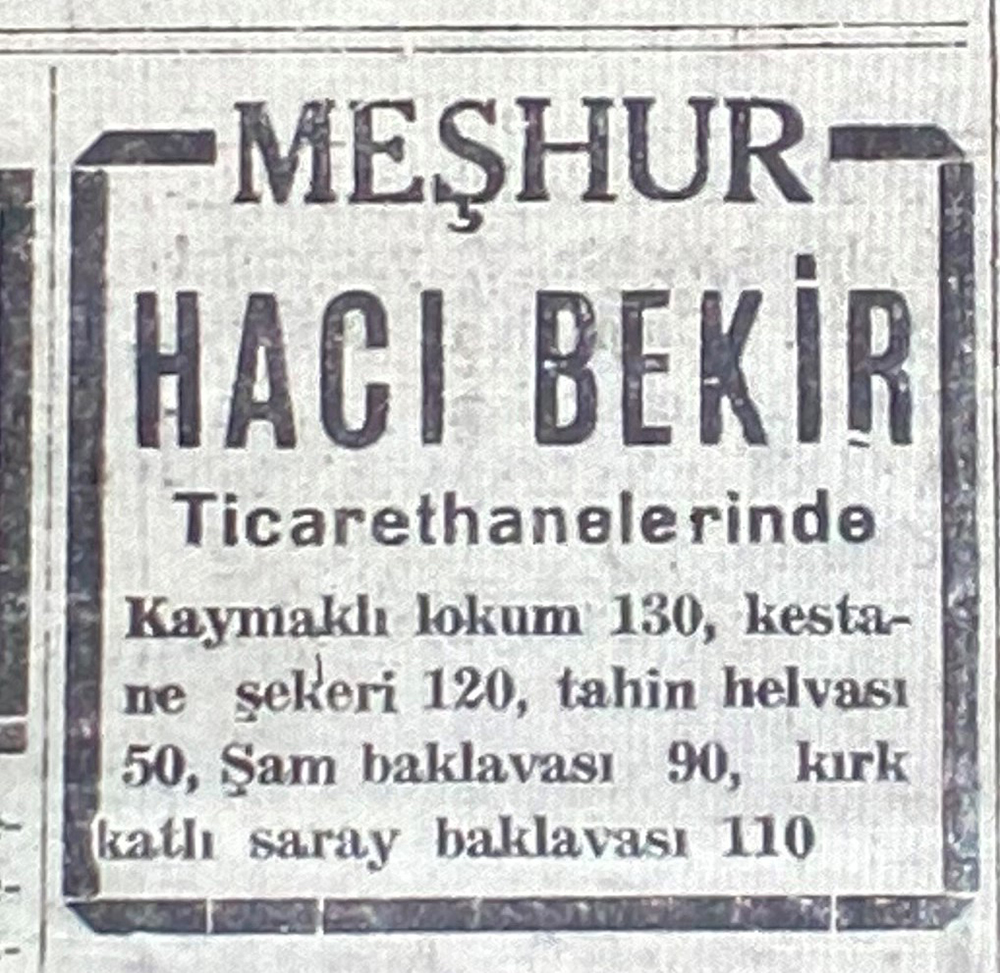 MEŞHUR
HACI BEKİR
Ticarethanelerinde
Kaymaklı lokum 130, kesta-
ne şekeri 120, tahin helvası
50, Şam baklavası 90, kırk
katlı saray baklavası 110